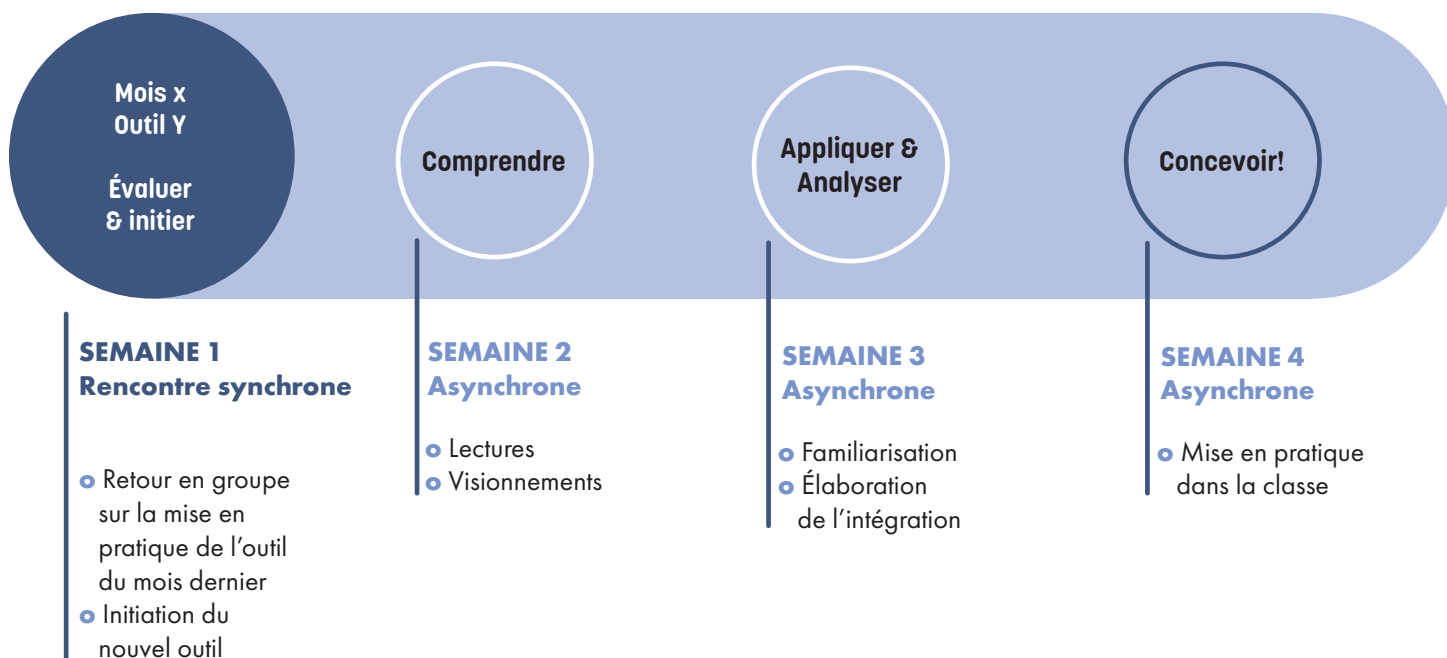 Mois x
Outil Y
Évaluer
& initier
Comprendre
Appliquer &
Analyser
Concevoir!
SEMAINE 1
Rencontre synchrone
o Retour en groupe
sur la mise en
pratique de l’outil
du mois dernier
o Initiation du
nouvel outil
SEMAINE 2
Asynchrone
o Lectures
o Visionnements
SEMAINE 3
Asynchrone
o Familiarisation
o Élaboration
de l’intégration
SEMAINE 4
Asynchrone
o Mise en pratique
dans la classe